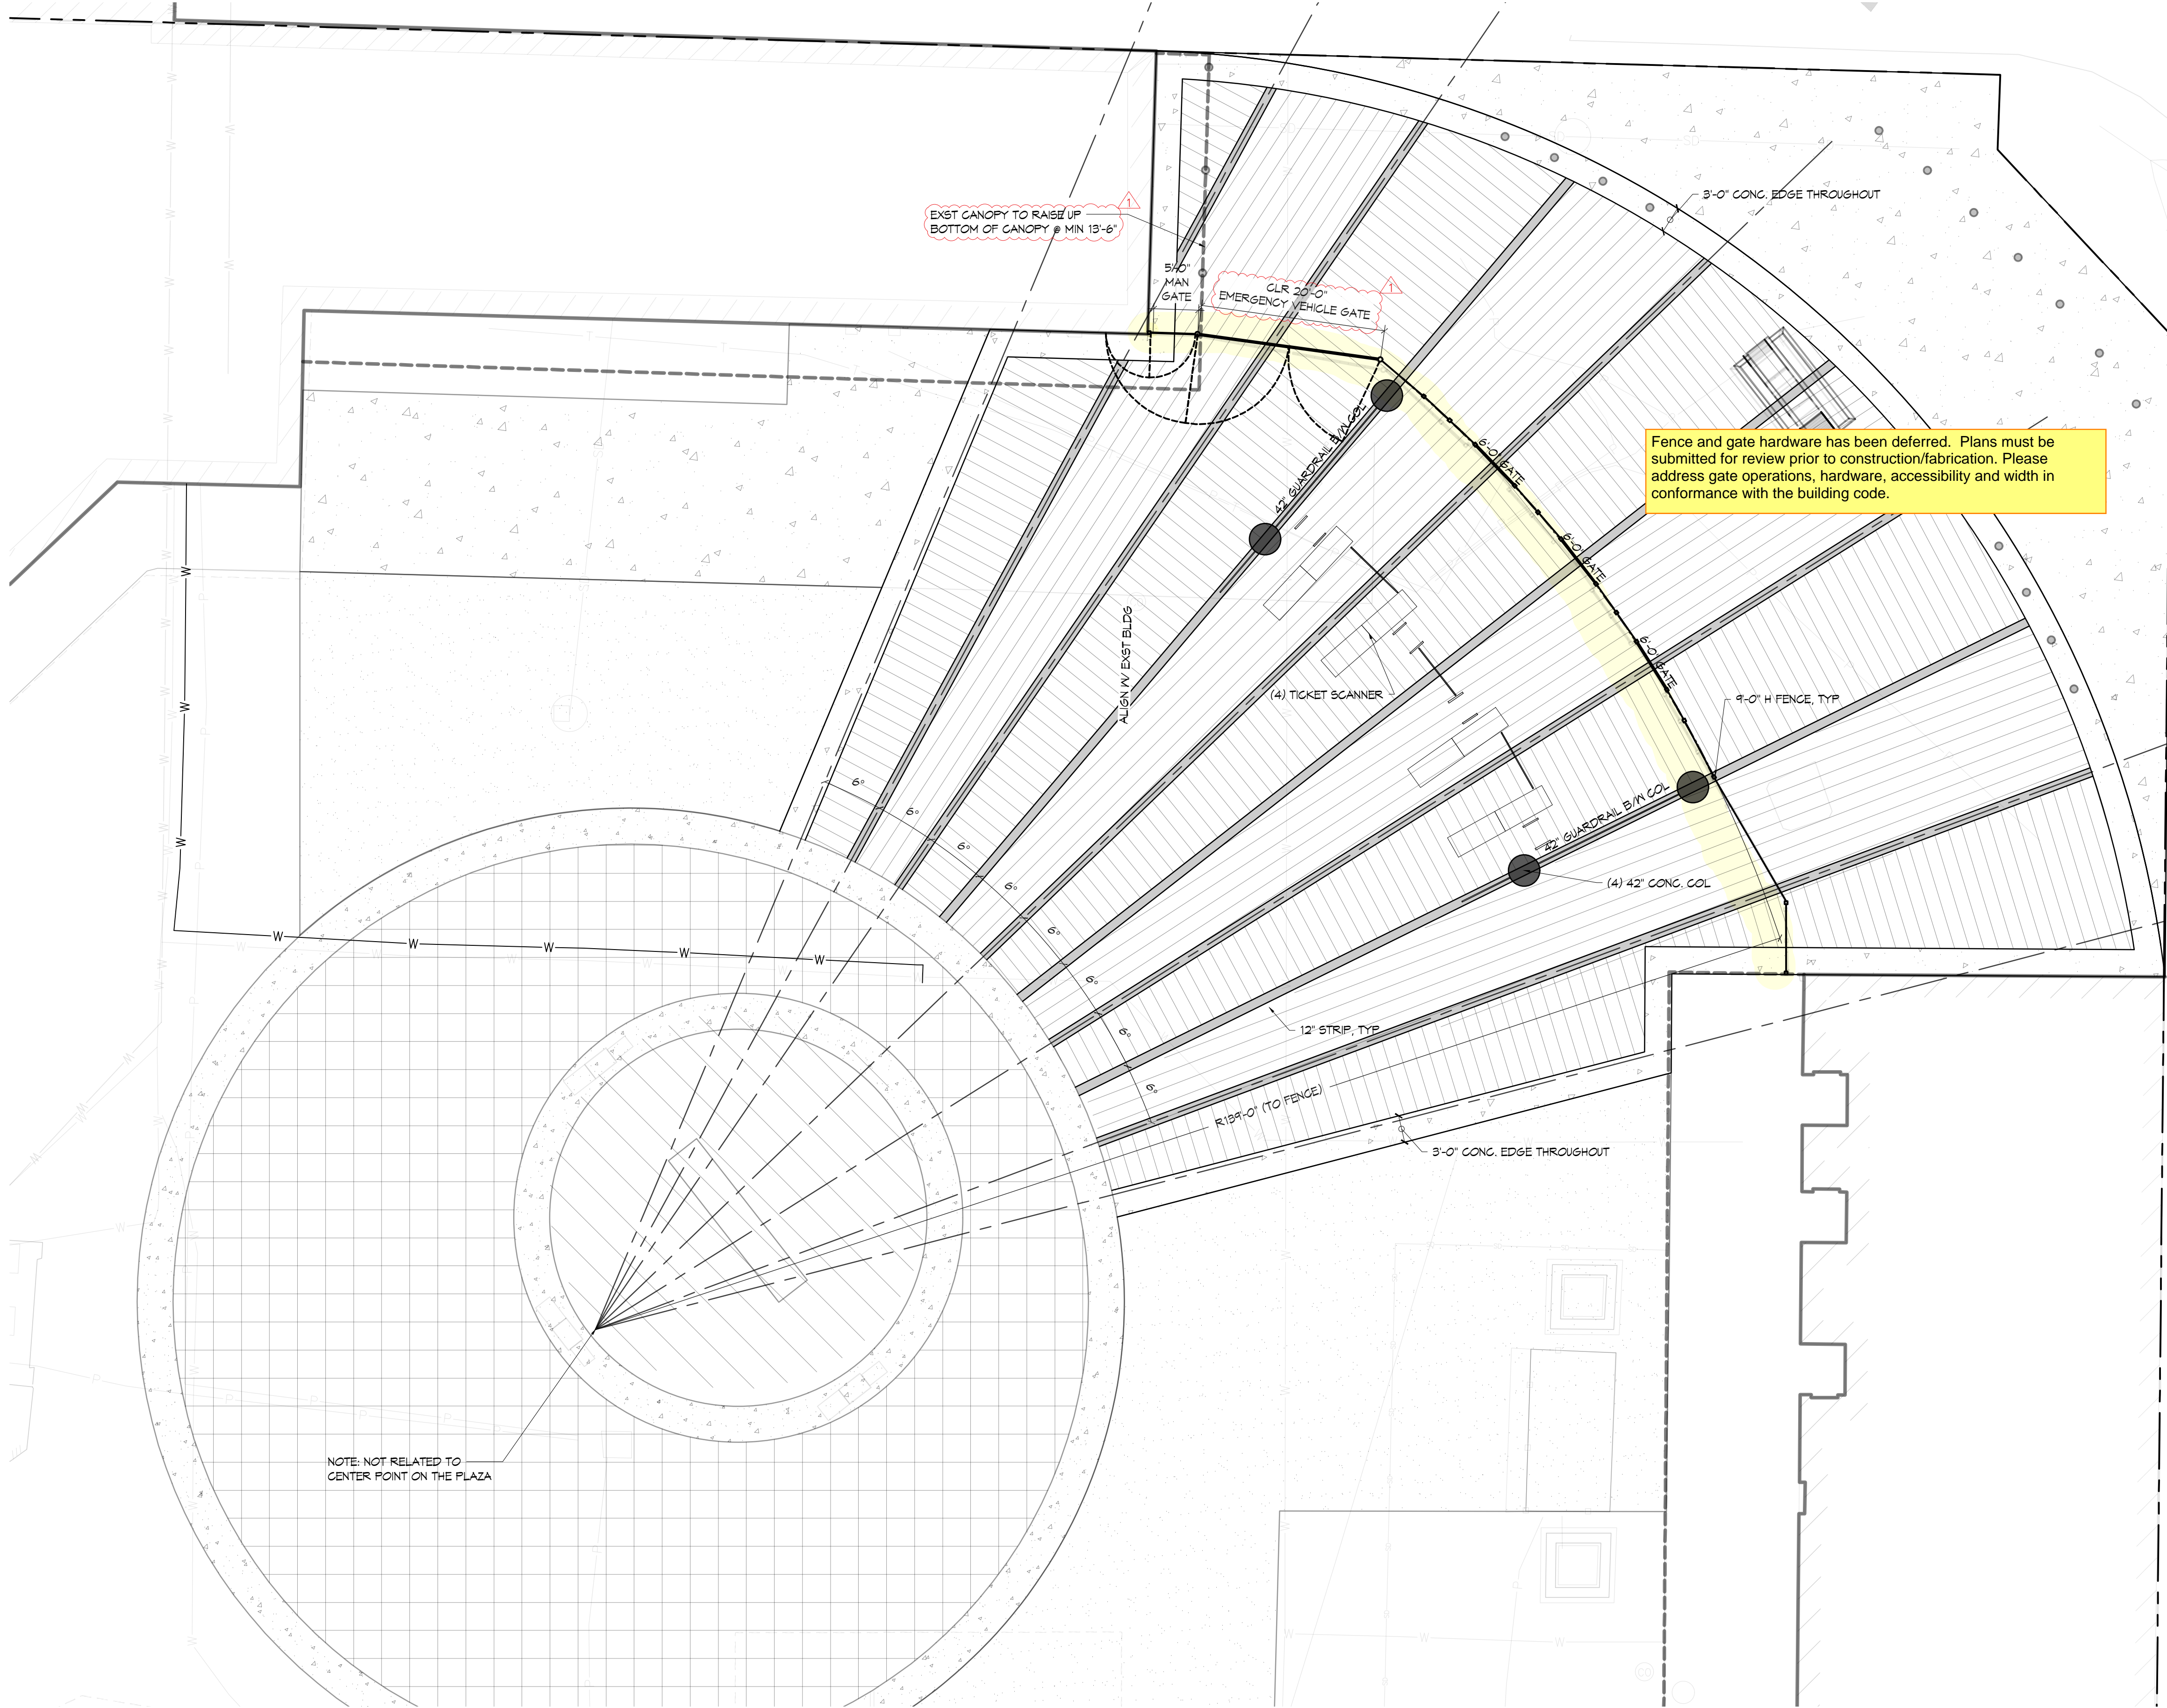 EXST CANOPY TO RAISE UP
BOTTOM OF CANOPY @ MIN 13'-6"
1
3'-0" CONC. EDGE THROUGHOUT
5'-0"
MAN
GATE
CLR 20'-0"
EMERGENCY VEHICLE GATE
1
42" GUARDRAIL B/W COL
6'-0" GATE
Fence and gate hardware has been deferred.  Plans must be
submitted for review prior to construction/fabrication. Please
address gate operations, hardware, accessibility and width in
conformance with the building code.
6'-0" GATE
6'-0" GATE
ALIGN W/ EXST BLDG
(4) TICKET SCANNER
9'-0" H FENCE, TYP
42" GUARDRAIL B/W COL
(4) 42" CONC. COL
6°
6°
6°
6°
6°
6°
6°
6°
12" STRIP, TYP
R139'-0" (TO FENCE)
3'-0" CONC. EDGE THROUGHOUT
W
W
W
W
W
W
W
W
NOTE: NOT RELATED TO
CENTER POINT ON THE PLAZA